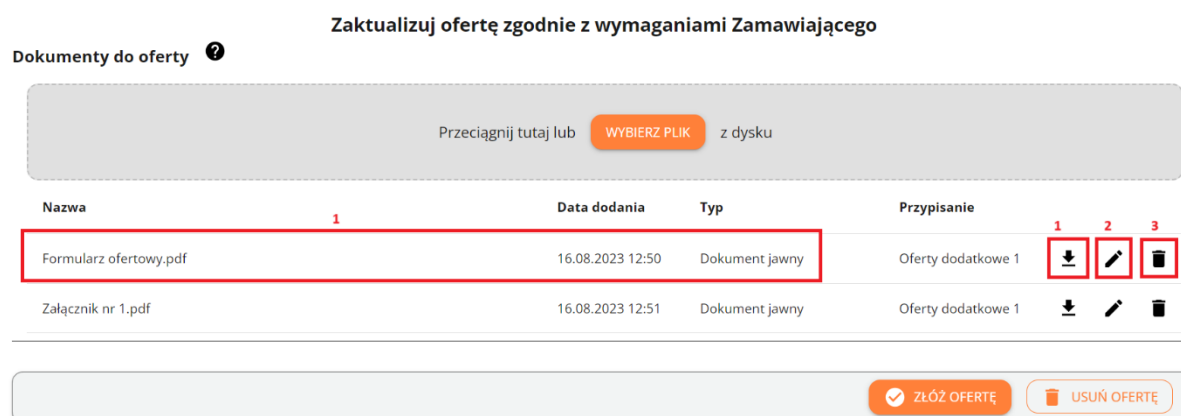 Zaktualizuj ofertę zgodnie z wymaganiami Zamawiającego
Dokumenty do oferty ?
Przeciągnij tutaj lub WYBIERZ PLIK z dysku
Nazwa Data dodania Typ Przypisanie
1 1 2 3
Formularz ofertowy.pdf 16.08.2023 12:50 Dokument jawny Oferty dodatkowe 1
Załącznik nr 1.pdf 16.08.2023 12:51 Dokument jawny Oferty dodatkowe 1
ZŁÓŻ OFERTĘ USUŃ OFERTĘ